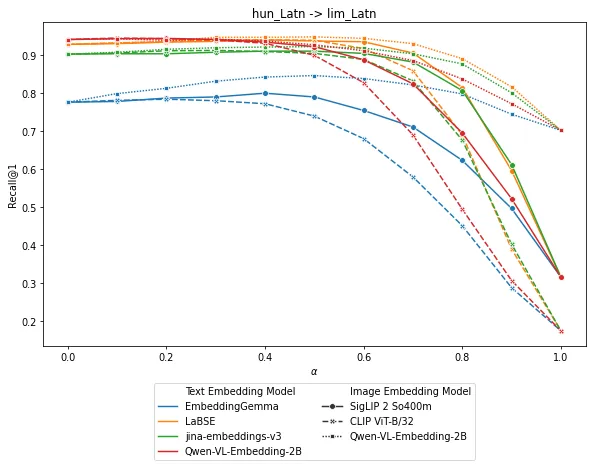 hun_Latn -> lim_Latn
Recall@1
0.9
0.8
0.7
0.6
0.5
0.4
0.3
0.2
0.0 0.2 0.4 0.6 0.8 1.0
α
Text Embedding Model Image Embedding Model
EmbeddingGemma SigLIP 2 So400m
LaBSE CLIP ViT-B/32
jina-embeddings-v3 Qwen-VL-Embedding-2B
Qwen-VL-Embedding-2B